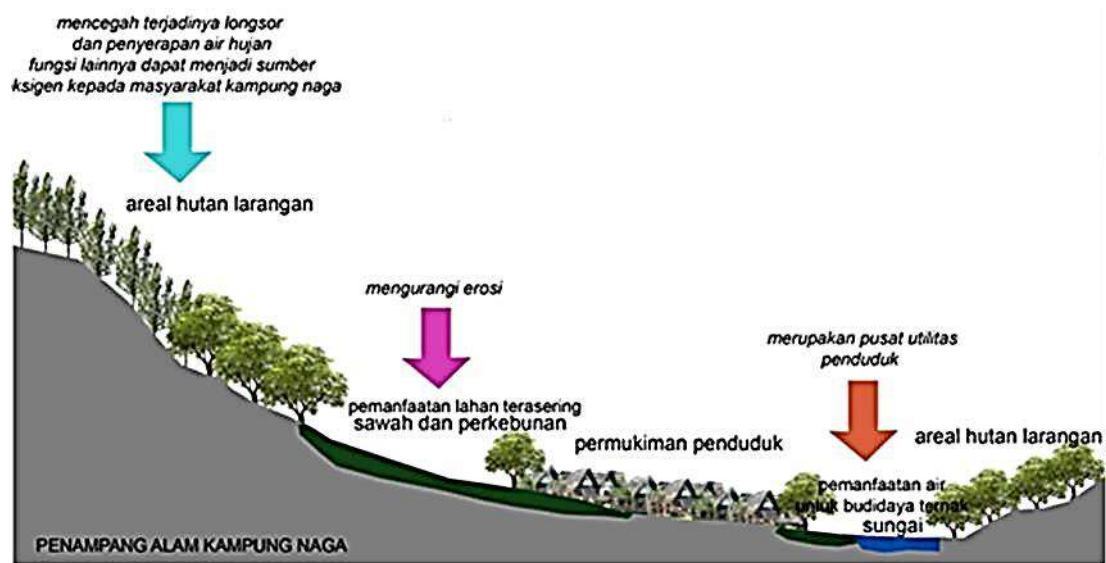 mencegah terjadinya longsor
dan penyerapan air hujan
fungsi lainnya dapat menjadi sumber
ksigen kepada masyarakat kampung naga
areal hutan larangan
mengurangi erosi
pemanfaatan lahan terasering
sawah dan perkebunan
permukiman penduduk
merupakan pusat utilitas
penduduk
areal hutan larangan
pemanfaatan air
untuk budidaya ternak
sungai
PENAMPANG ALAM KAMPUNG NAGA